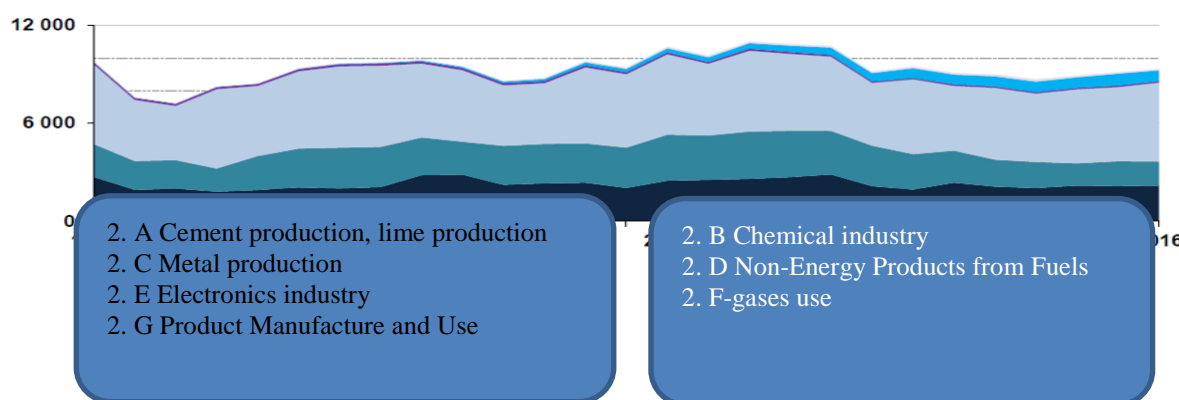 12 000
6 000
0
2. A Cement production, lime production
2. C Metal production
2. E Electronics industry
2. G Product Manufacture and Use
2. B Chemical industry
2. D Non-Energy Products from Fuels
2. F-gases use